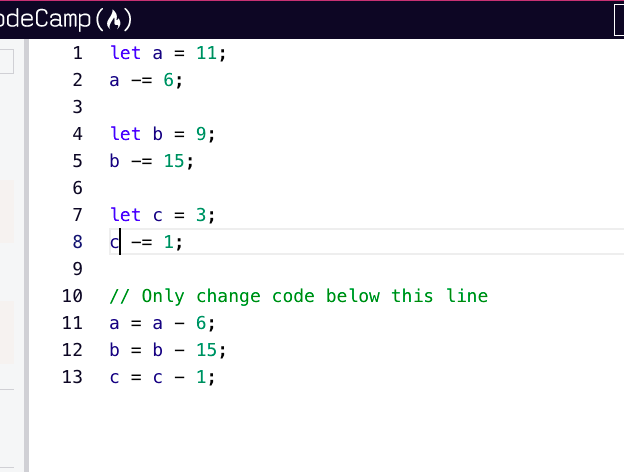 odeCamp(🔥)
1 let a = 11;
2 a -= 6;
3
4 let b = 9;
5 b -= 15;
6
7 let c = 3;
8 c -= 1;
9
10 // Only change code below this line
11 a = a - 6;
12 b = b - 15;
13 c = c - 1;